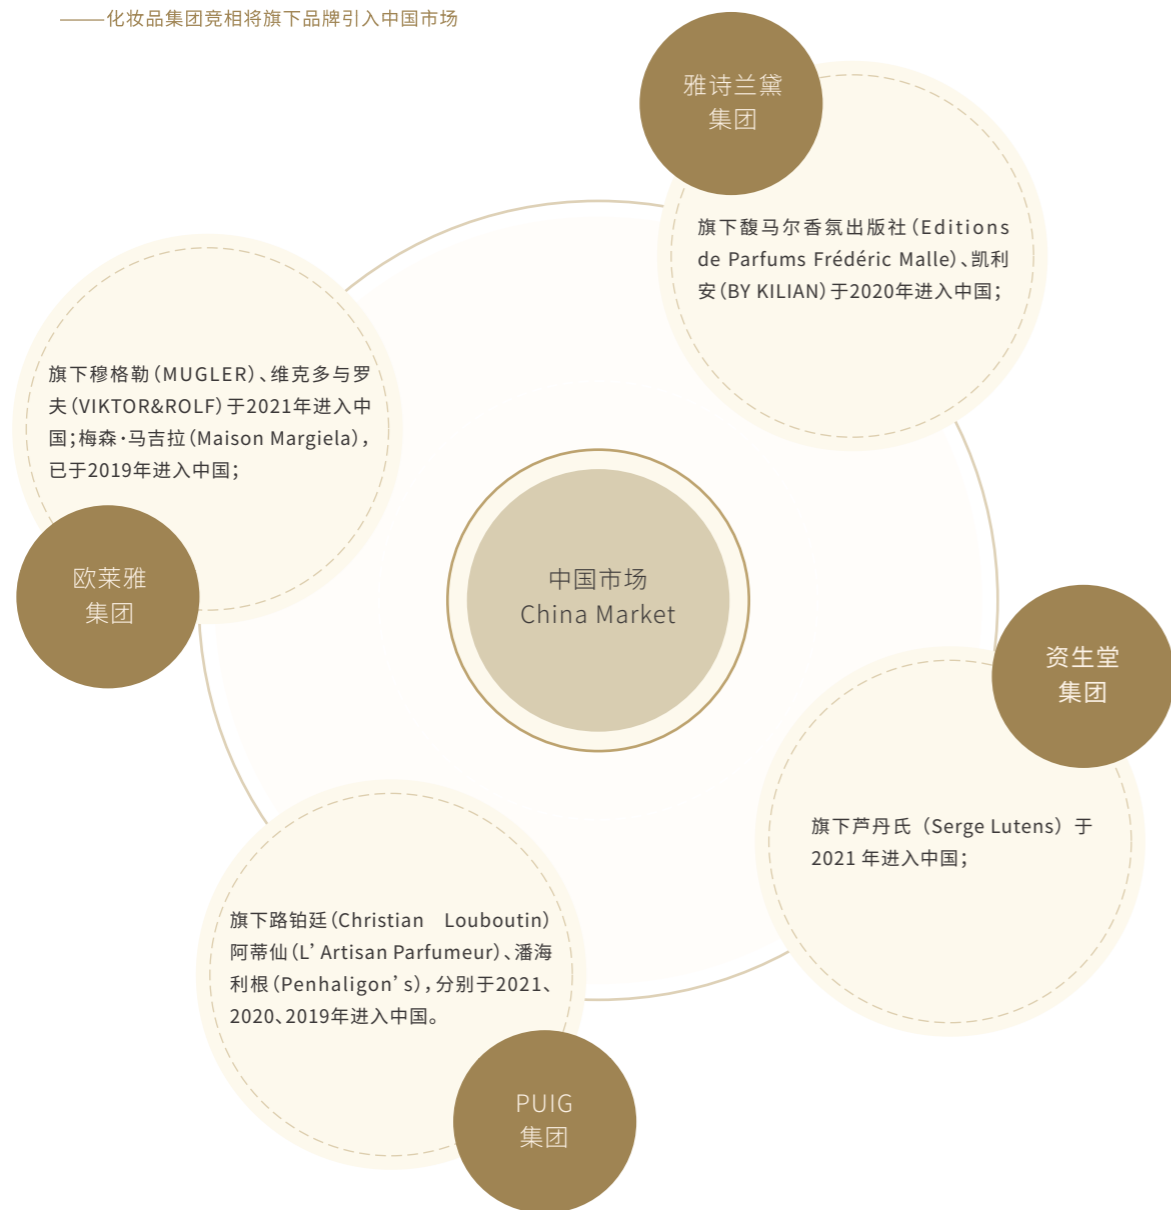 ——化妆品集团竞相将旗下品牌引入中国市场
雅诗兰黛
集团
旗下馥马尔香氛出版社(Editions
de Parfums Frédéric Malle)、凯利
安(BY KILIAN)于2020年进入中国;
旗下穆格勒(MUGLER)、维克多与罗
夫(VIKTOR&ROLF)于2021年进入中
国;梅森·马吉拉(Maison Margiela),
已于2019年进入中国;
欧莱雅
集团
中国市场
China Market
资生堂
集团
旗下芦丹氏（Serge Lutens）于
2021 年进入中国;
旗下路铂廷(Christian Louboutin)
阿蒂仙(L’Artisan Parfumeur)、潘海
利根(Penhaligon’s),分别于2021、
2020、2019年进入中国。
PUIG
集团